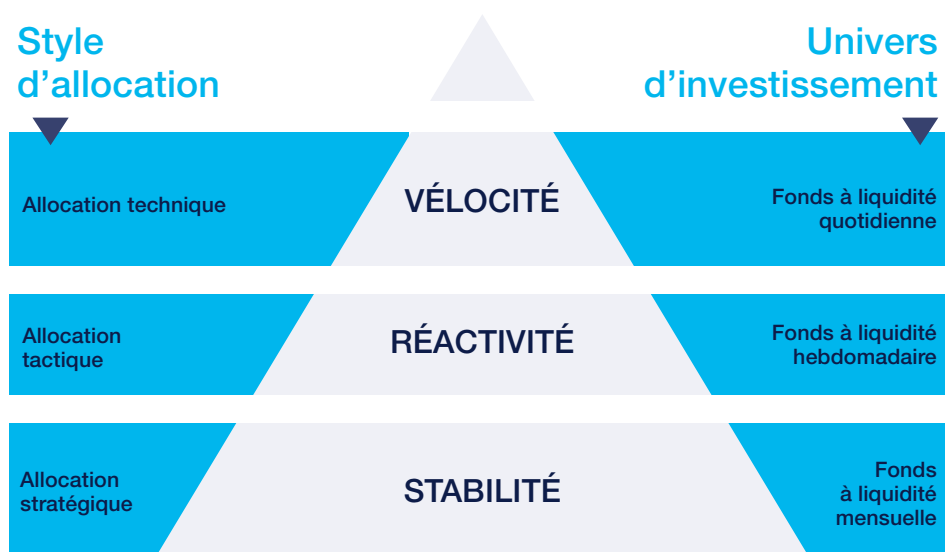 Style
d’allocation
Univers
d’investissement
Allocation technique
VÉLOCITÉ
Fonds à liquidité
quotidienne
Allocation
tactique
RÉACTIVITÉ
Fonds à liquidité
hebdomadaire
Allocation
stratégique
STABILITÉ
Fonds
à liquidité
mensuelle